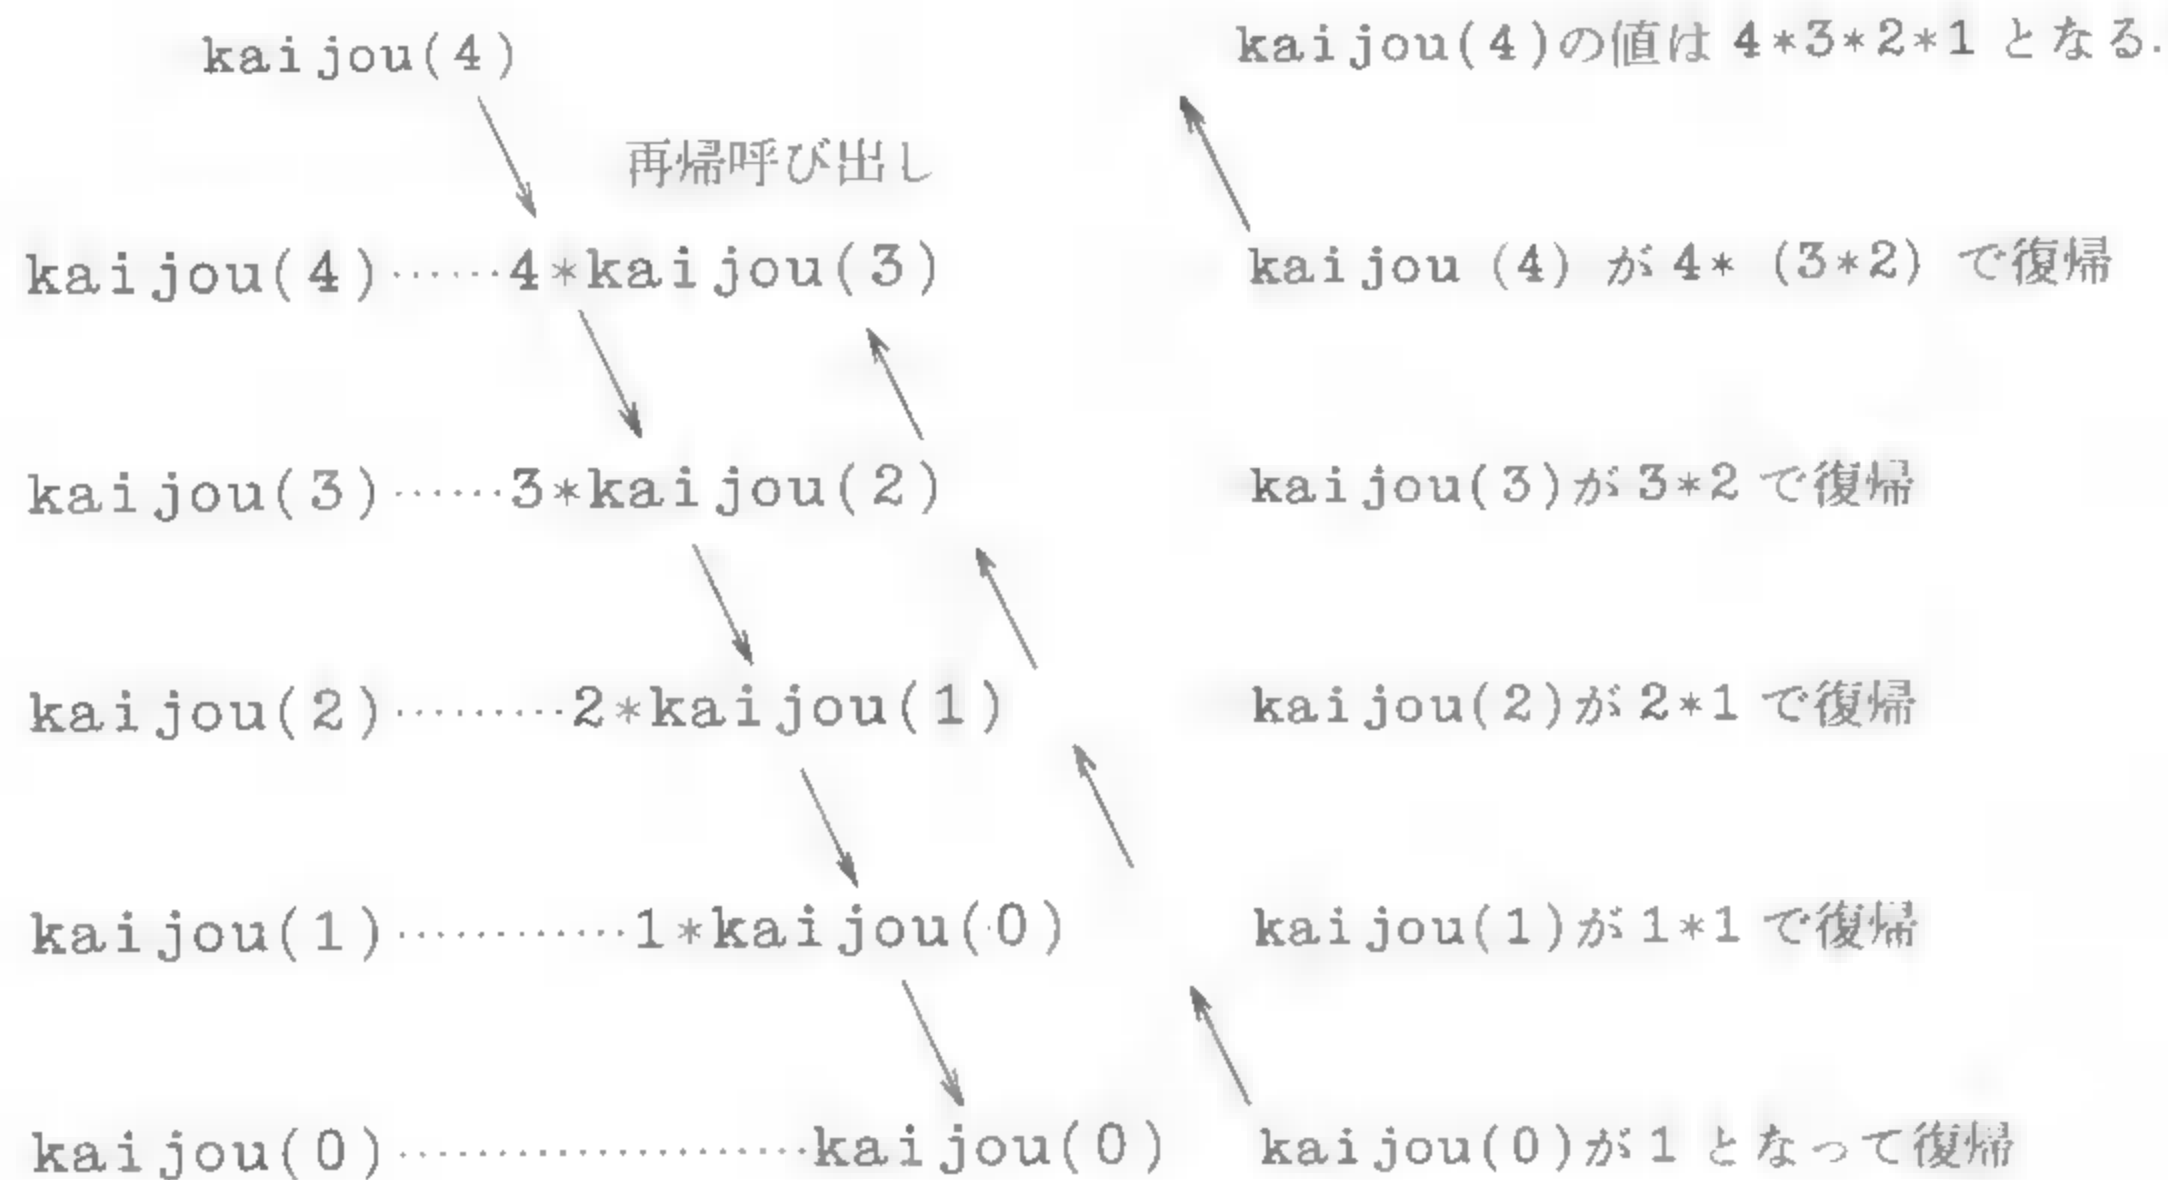 kaijou(4)
kaijou(4)の値は 4*3*2*1 となる.
再帰呼び出し
kaijou(4)······4*kaijou(3)
kaijou (4) が 4* (3*2) で復帰
kaijou(3)······3*kaijou(2)
kaijou(3)が 3*2 で復帰
kaijou(2)·········2*kaijou(1)
kaijou(2)が 2*1 で復帰
kaijou(1)············1*kaijou(0)
kaijou(1)が 1*1 で復帰
kaijou(0)·····················kaijou(0)
kaijou(0)が 1 となって復帰